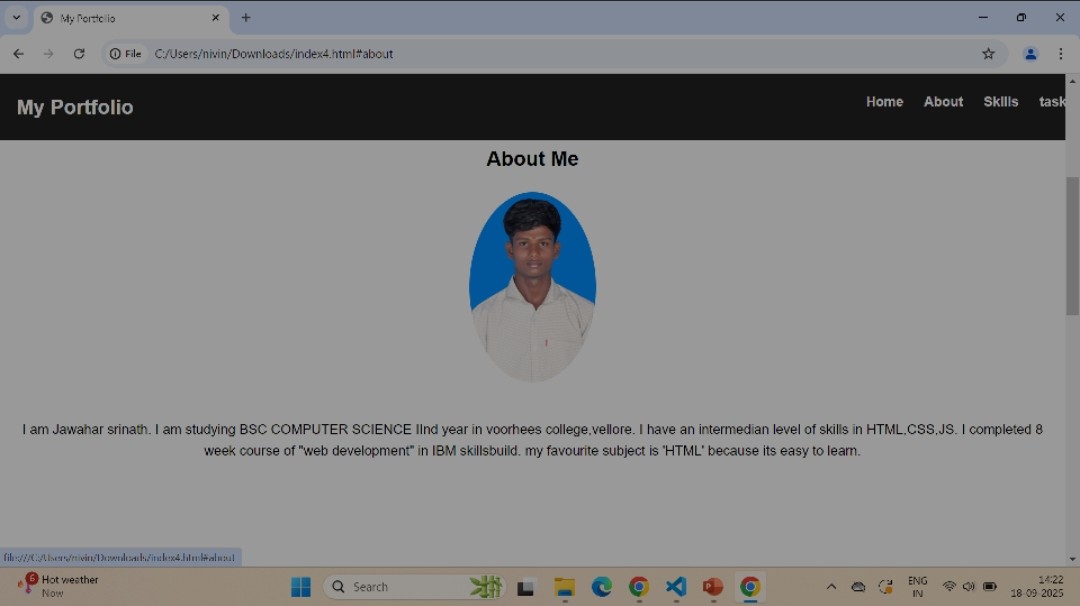 My Portfolio
File C:/Users/nivin/Downloads/index4.html#about
My Portfolio
Home About Skills task
About Me
I am Jawahar srinath. I am studying BSC COMPUTER SCIENCE IInd year in voorhees college,vellore. I have an intermedian level of skills in HTML,CSS,JS. I completed 8
week course of "web development" in IBM skillsbuild. my favourite subject is 'HTML' because its easy to learn.
file:///C:/Users/nivin/Downloads/index4.html#about
6
Hot weather
Now
Search
ENG
IN
14:22
18-09-2025